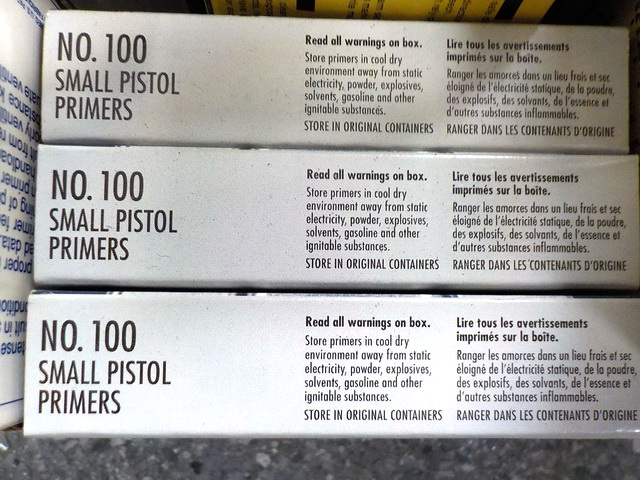 NO. 100
SMALL PISTOL
PRIMERS
Read all warnings on box.
Store primers in cool dry
environment away from static
electricity, powder, explosives,
solvents, gasoline and other
ignitable substances.
STORE IN ORIGINAL CONTAINERS
Lire tous les avertissements
imprimés sur la boîte.
Ranger les amorces dans un lieu frais et sec
éloigné de l'électricité statique, de la poudre,
des explosifs, des solvants, de l'essence et
d'autres substances inflammables.
RANGER DANS LES CONTENANTS D'ORIGINE
NO. 100
SMALL PISTOL
PRIMERS
Read all warnings on box.
Store primers in cool dry
environment away from static
electricity, powder, explosives,
solvents, gasoline and other
ignitable substances.
STORE IN ORIGINAL CONTAINERS
Lire tous les avertissements
imprimés sur la boîte.
Ranger les amorces dans un lieu frais et sec
éloigné de l'électricité statique, de la poudre,
des explosifs, des solvants, de l'essence et
d'autres substances inflammables.
RANGER DANS LES CONTENANTS D'ORIGINE
NO. 100
SMALL PISTOL
PRIMERS
Read all warnings on box.
Store primers in cool dry
environment away from static
electricity, powder, explosives,
solvents, gasoline and other
ignitable substances.
STORE IN ORIGINAL CONTAINERS
Lire tous les avertissements
imprimés sur la boîte.
Ranger les amorces dans un lieu frais et sec
éloigné de l'électricité statique, de la poudre,
des explosifs, des solvants, de l'essence et
d'autres substances inflammables.
RANGER DANS LES CONTENANTS D'ORIGINE